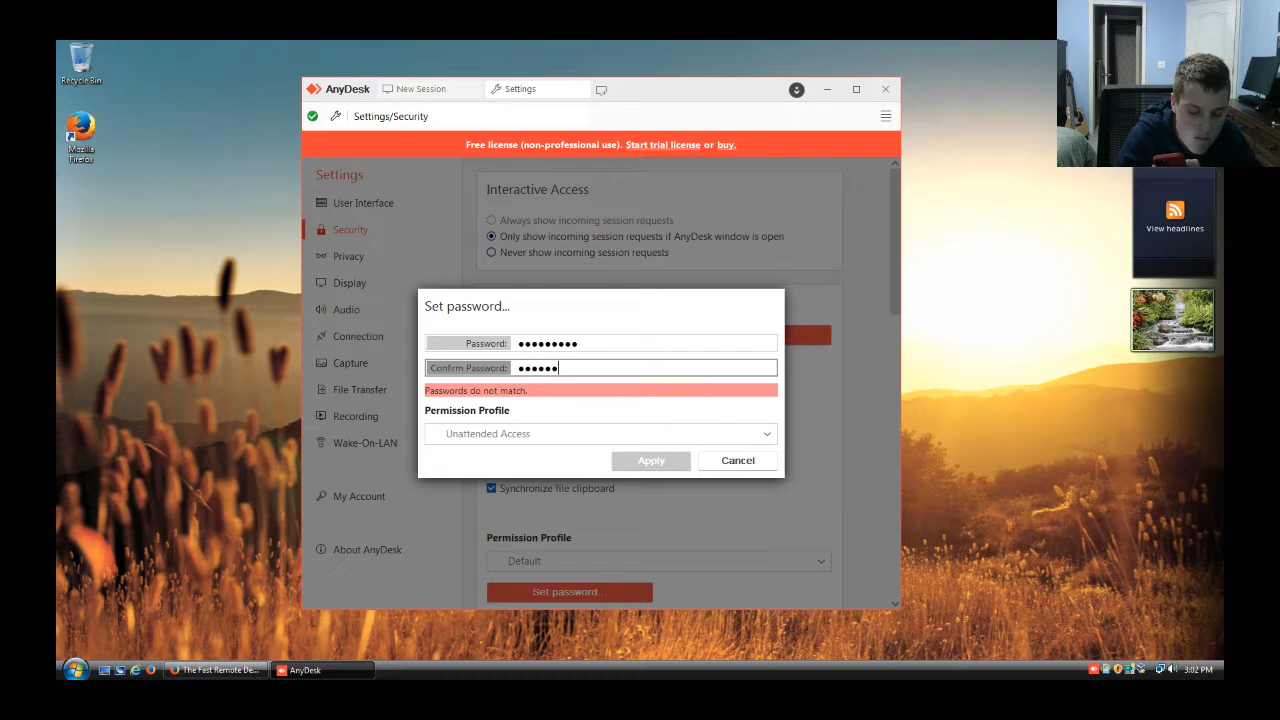 Recycle Bin
Mozilla
Firefox
AnyDesk
New Session
Settings
Settings/Security
Free license (non-professional use). Start trial license or buy.
Settings
User Interface
Security
Privacy
Display
Audio
Connection
Capture
File Transfer
Recording
Wake-On-LAN
My Account
About AnyDesk
Interactive Access
Always show incoming session requests
Only show incoming session requests if AnyDesk window is open
Never show incoming session requests
Set password...
Password: ●●●●●●●●●
Confirm Password: ●●●●●●
Passwords do not match.
Permission Profile
Unattended Access
Apply
Cancel
Synchronize file clipboard
Permission Profile
Default
Set password...
View headlines
The Fast Remote De...
AnyDesk
3:02 PM